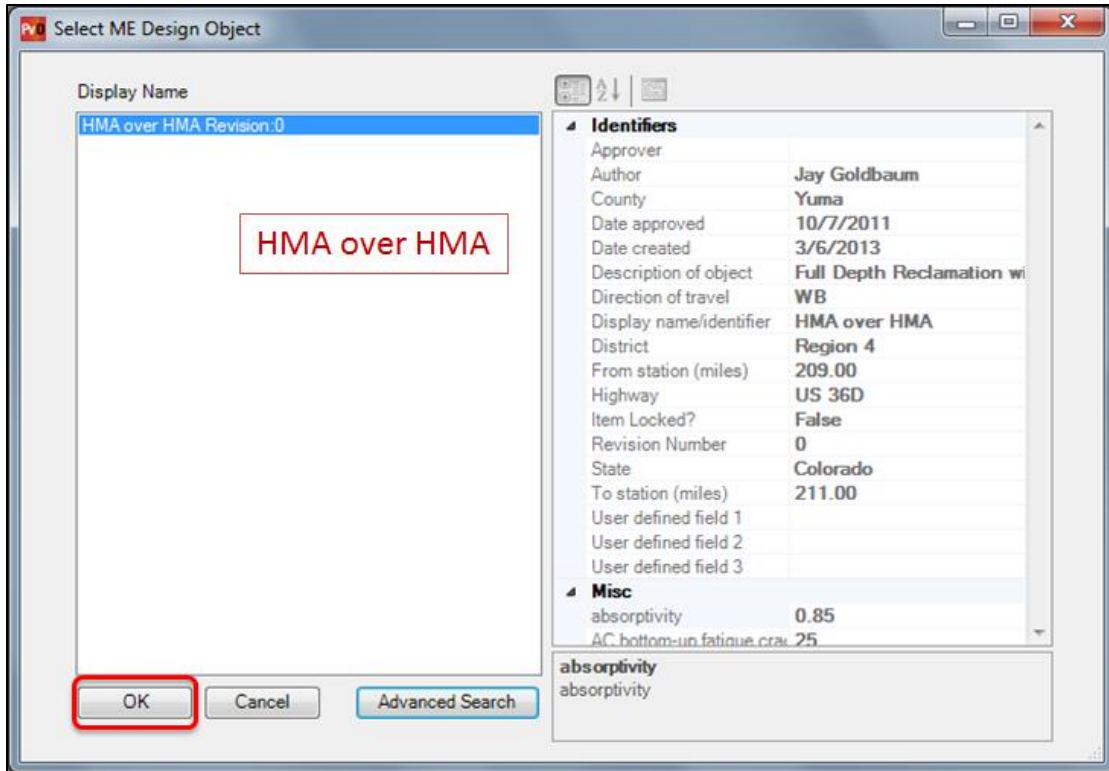 PVD Select ME Design Object
Display Name
HMA over HMA Revision:0
HMA over HMA
OK
Cancel
Advanced Search
Identifiers
Approver
Author Jay Goldbaum
County Yuma
Date approved 10/7/2011
Date created 3/6/2013
Description of object Full Depth Reclamation wi
Direction of travel WB
Display name/identifier HMA over HMA
District Region 4
From station (miles) 209.00
Highway US 36D
Item Locked? False
Revision Number 0
State Colorado
To station (miles) 211.00
User defined field 1
User defined field 2
User defined field 3
Misc
absorptivity 0.85
AC bottom-up fatigue crac 25
absorptivity
absorptivity